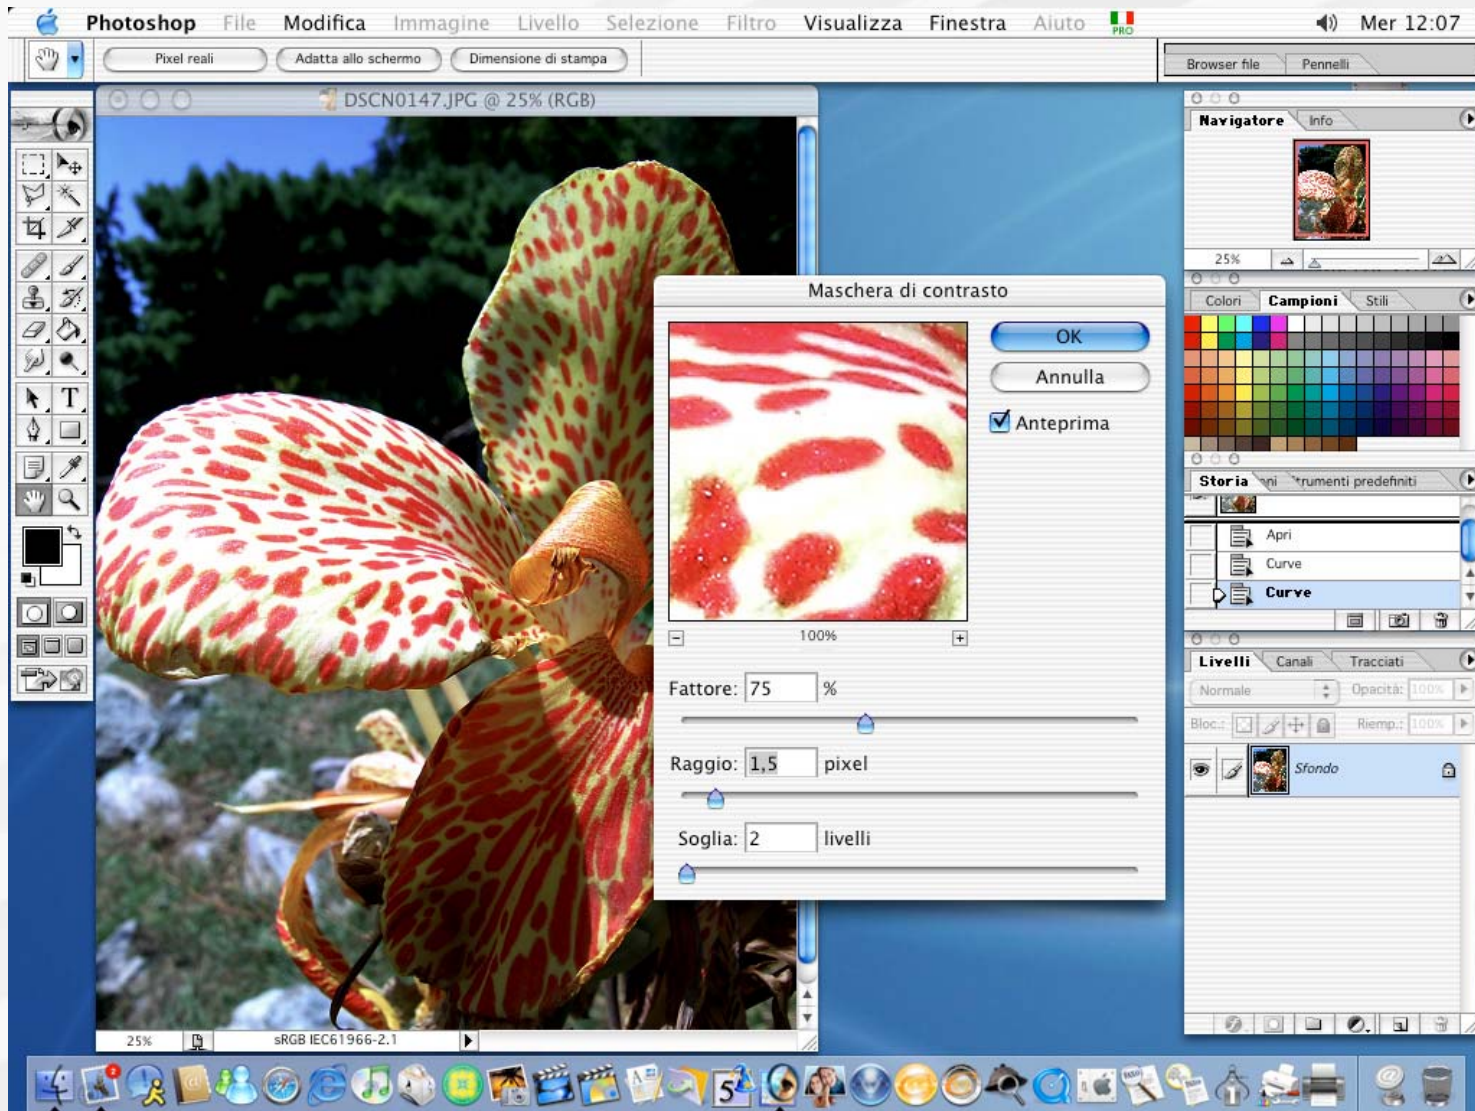 Photoshop File Modifica Immagine Livello Selezione Filtro Visualizza Finestra Aiuto PRO Mer 12:07
Pixel reali Adatta allo schermo Dimensione di stampa Browser file Pennelli
DSCN0147.JPG @ 25% (RGB)
Navigatore Info
25%
Colori Campioni Stili
Maschera di contrasto
OK
Annulla
Anteprima
100%
Fattore: 75 %
Raggio: 1,5 pixel
Soglia: 2 livelli
Storia predefiniti
Apri
Curve
Curve
Livelli Canali Tracciati
Normale Opacità: 100%
Bloc.: Riemp.: 100%
Sfondo
T
25% sRGB IEC61966-2.1
2
5